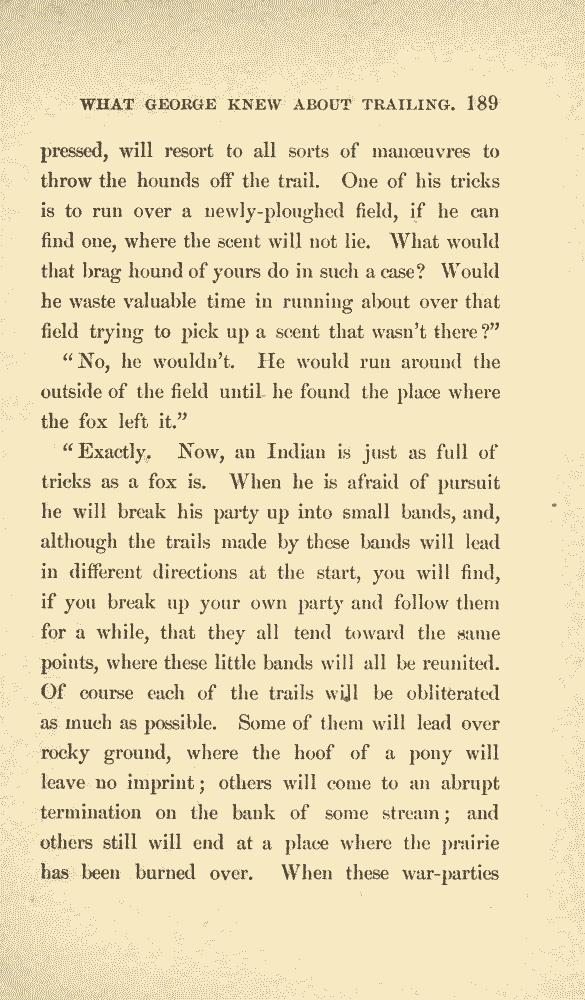 WHAT GEORGE KNEW ABOUT TRAILING. 189
pressed, will resort to all sorts of manœuvres to
throw the hounds off the trail. One of his tricks
is to run over a newly-ploughed field, if he can
find one, where the scent will not lie. What would
that brag hound of yours do in such a case? Would
he waste valuable time in running about over that
field trying to pick up a scent that wasn't there?”
“No, he wouldn't. He would run around the
outside of the field until he found the place where
the fox left it.”
“Exactly. Now, an Indian is just as full of
tricks as a fox is. When he is afraid of pursuit
he will break his party up into small bands, and,
although the trails made by these bands will lead
in different directions at the start, you will find,
if you break up your own party and follow them
for a while, that they all tend toward the same
points, where these little bands will all be reunited.
Of course each of the trails will be obliterated
as much as possible. Some of them will lead over
rocky ground, where the hoof of a pony will
leave no imprint; others will come to an abrupt
termination on the bank of some stream; and
others still will end at a place where the prairie
has been burned over. When these war-parties